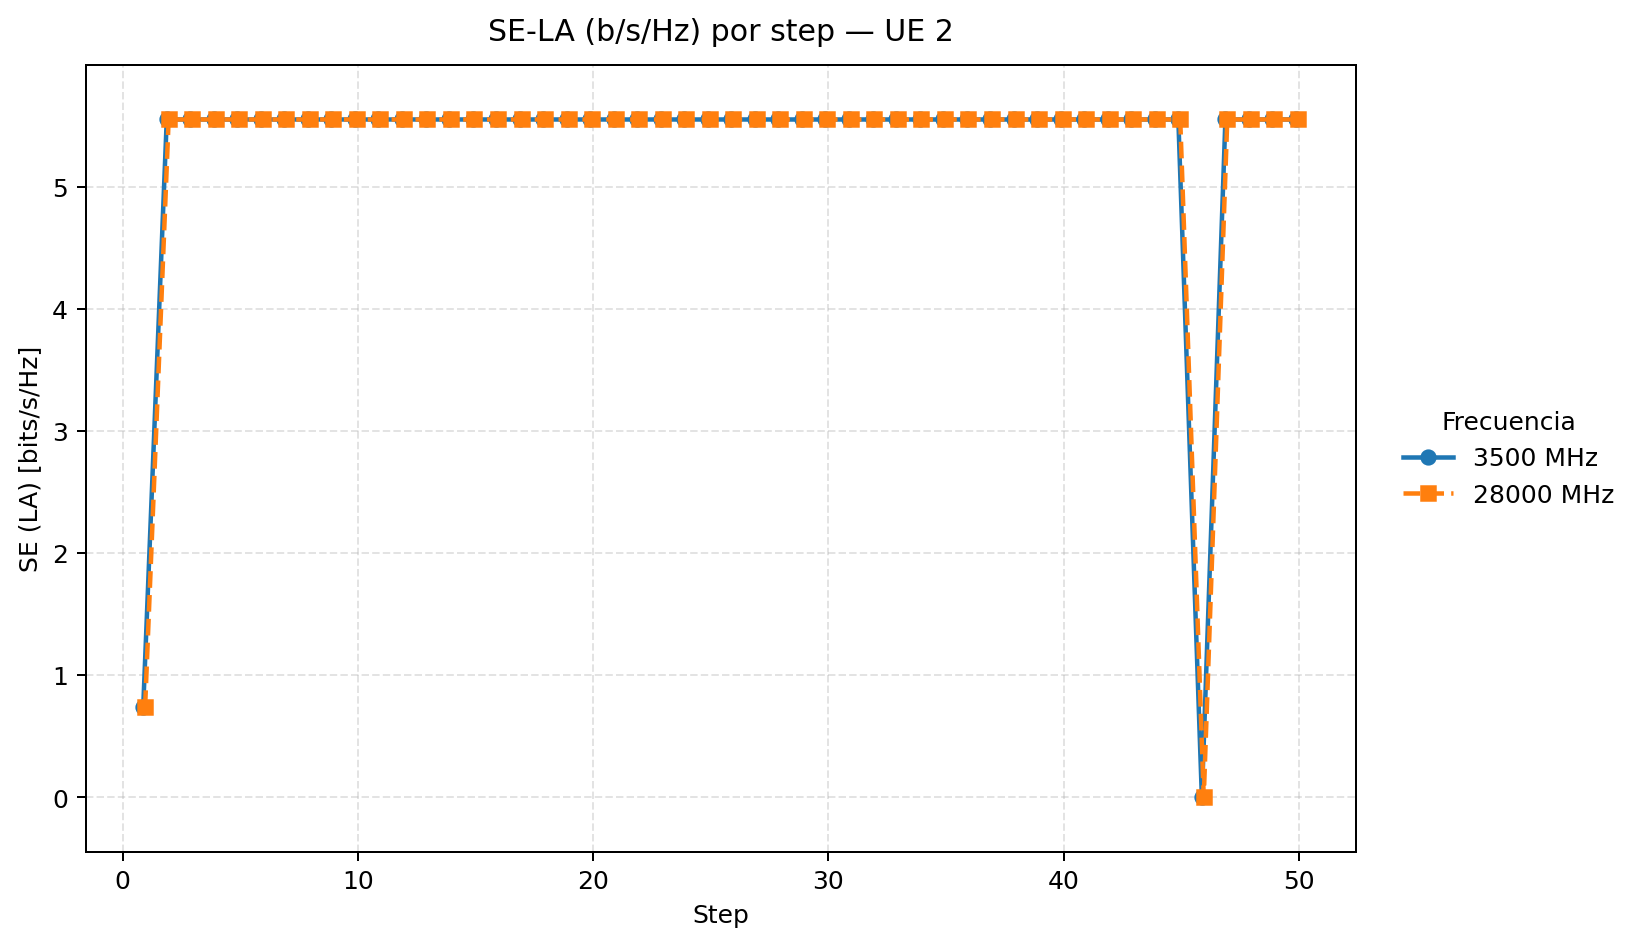 SE-LA (b/s/Hz) por step — UE 2
SE (LA) [bits/s/Hz]
5
4
3
2
1
0
0 10 20 30 40 50
Step
Frecuencia
3500 MHz
28000 MHz